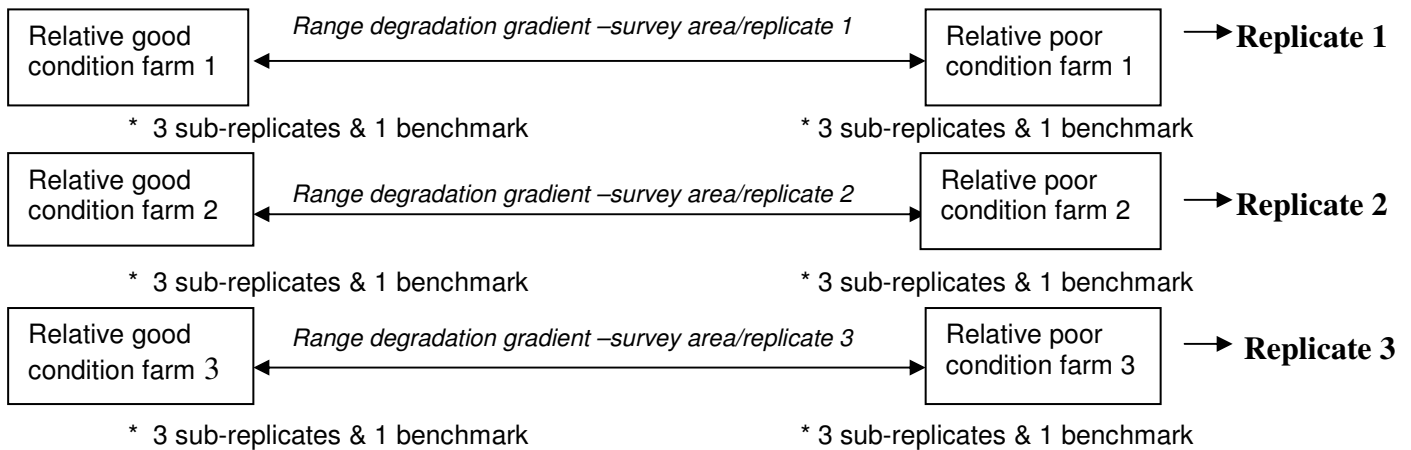 Relative good
condition farm 1
Range degradation gradient –survey area/replicate 1
Relative poor
condition farm 1
Replicate 1
* 3 sub-replicates & 1 benchmark
* 3 sub-replicates & 1 benchmark
Relative good
condition farm 2
Range degradation gradient –survey area/replicate 2
Relative poor
condition farm 2
Replicate 2
* 3 sub-replicates & 1 benchmark
* 3 sub-replicates & 1 benchmark
Relative good
condition farm 3
Range degradation gradient –survey area/replicate 3
Relative poor
condition farm 3
Replicate 3
* 3 sub-replicates & 1 benchmark
* 3 sub-replicates & 1 benchmark